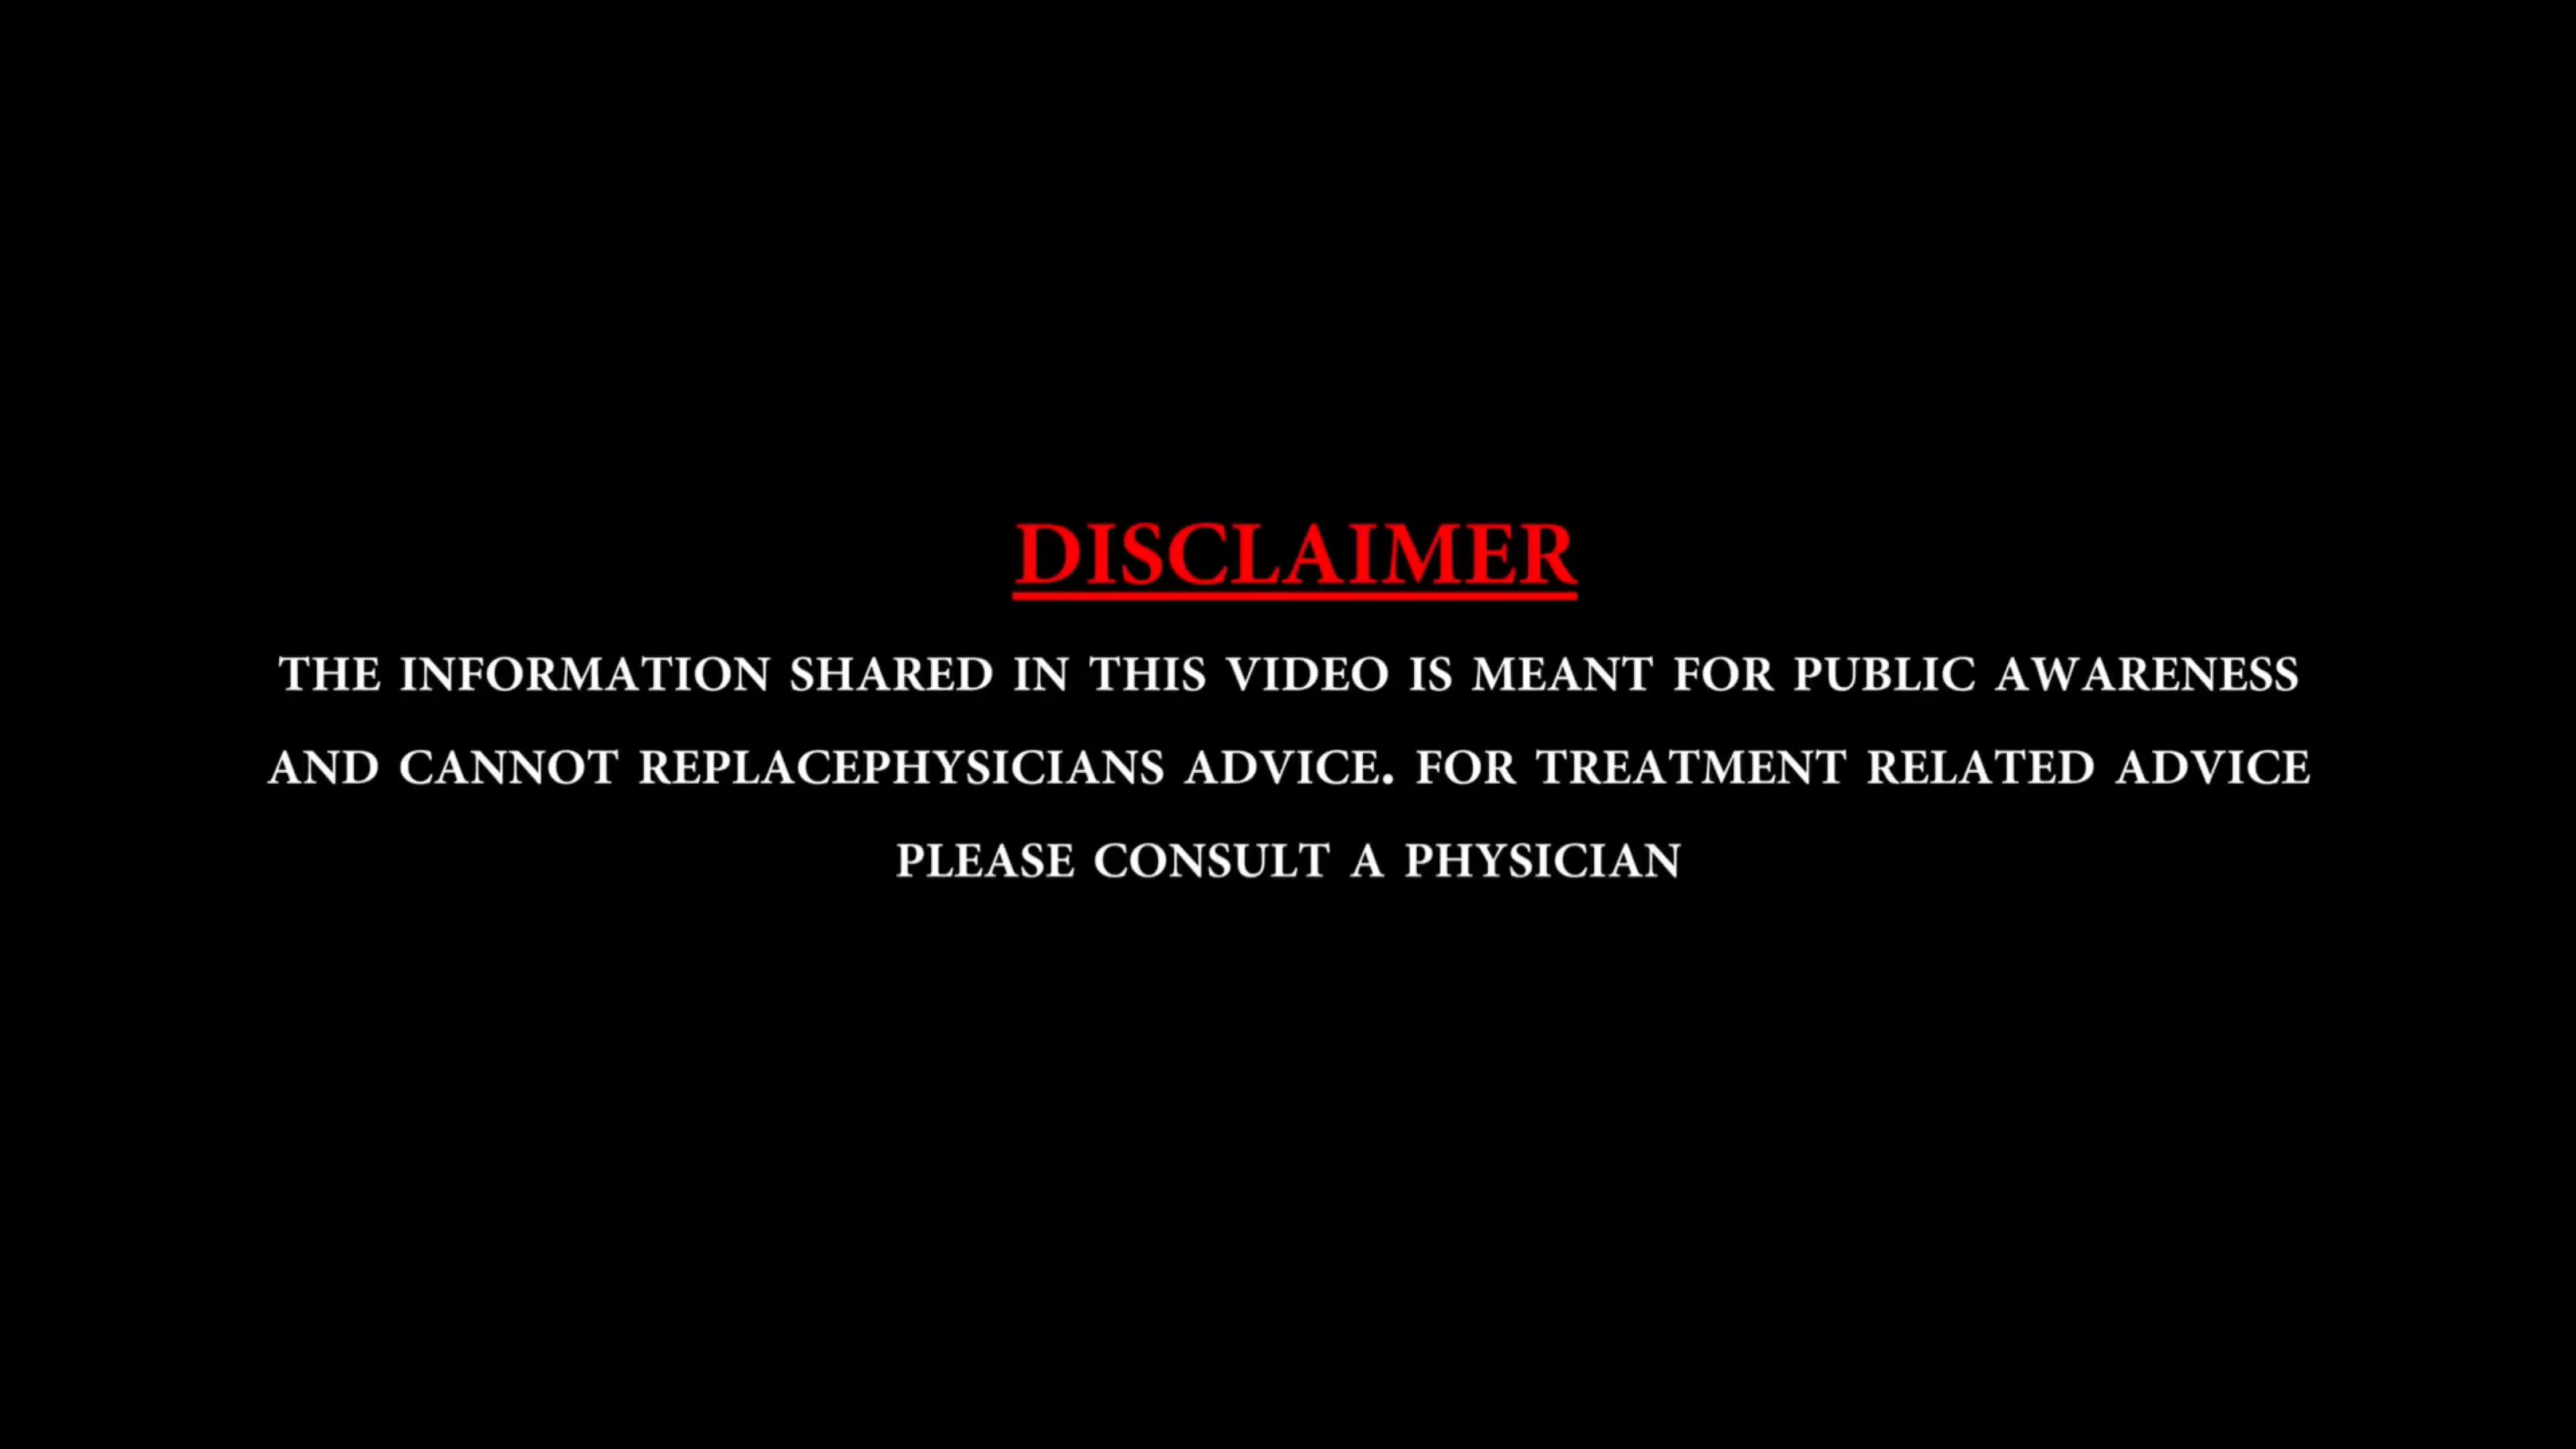 DISCLAIMER
THE INFORMATION SHARED IN THIS VIDEO IS MEANT FOR PUBLIC AWARENESS
AND CANNOT REPLACEPHYSICIANS ADVICE. FOR TREATMENT RELATED ADVICE
PLEASE CONSULT A PHYSICIAN